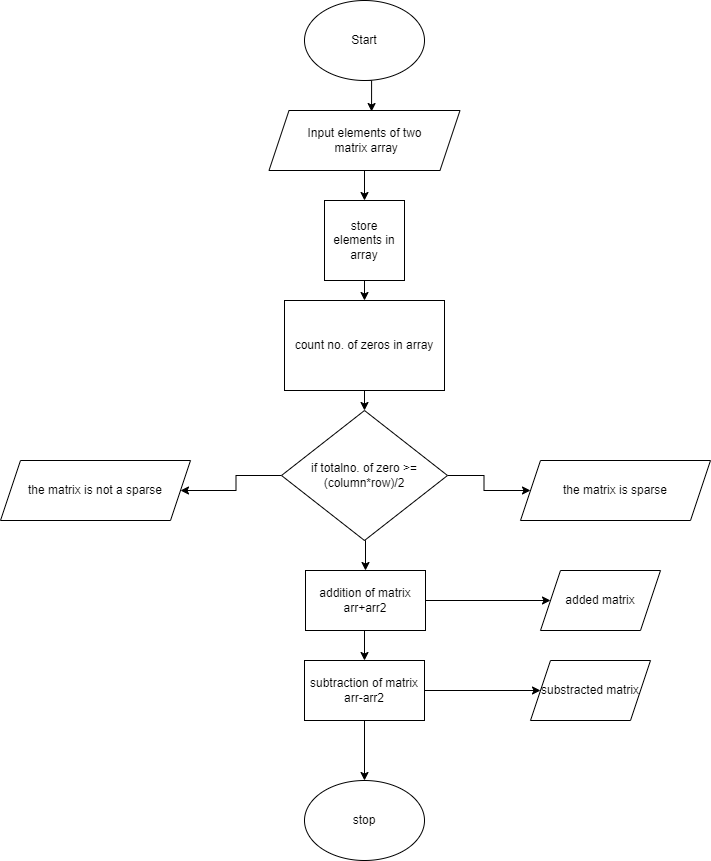 Start
Input elements of two
matrix array
store
elements in
array
count no. of zeros in array
if totalno. of zero >=
(column*row)/2
the matrix is not a sparse
the matrix is sparse
addition of matrix
arr+arr2
added matrix
subtraction of matrix
arr-arr2
substracted matrix
stop